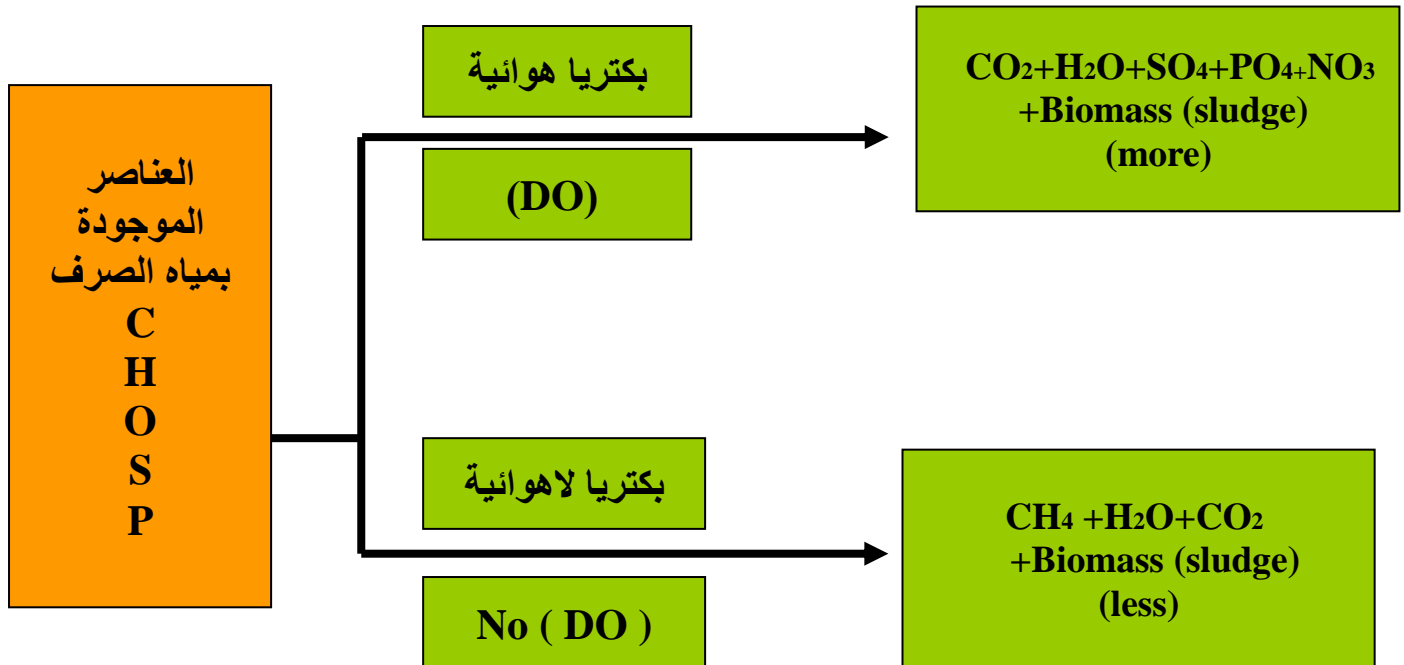 العناصر
الموجودة
بمياه الصرف
C
H
O
S
P
بكتريا هوائية
(DO)
CO₂+H₂O+SO₄+PO₄+NO₃
+Biomass (sludge)
(more)
بكتريا لاهوائية
No ( DO )
CH₄ +H₂O+CO₂
+Biomass (sludge)
(less)